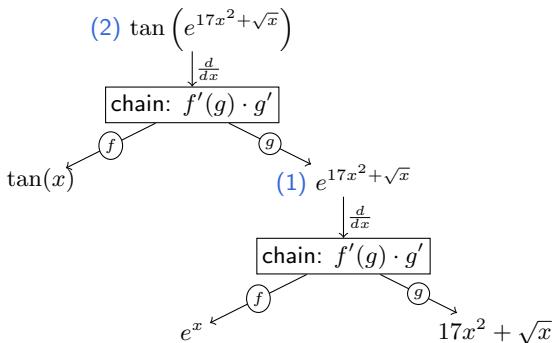 (2) tan(e^{17x^2+√x})
d/dx
chain: f′(g) · g′
f g
tan(x) (1) e^{17x^2+√x}
d/dx
chain: f′(g) · g′
f g
e^x 17x^2 + √x